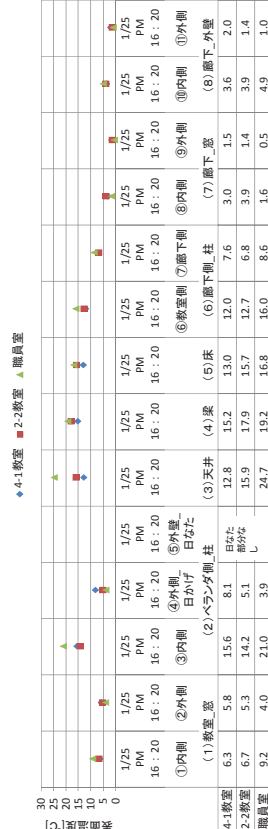 4-1教室 2-2教室 職員室
表面温度[℃]
30
25
20
15
10
5
0
1/25 1/25 1/25 1/25 1/25 1/25 1/25 1/25 1/25 1/25 1/25 1/25 1/25 1/25
PM PM PM PM PM PM PM PM PM PM PM PM PM PM
16：20 16：20 16：20 16：20 16：20 16：20 16：20 16：20 16：20 16：20 16：20 16：20 16：20 16：20
①内側 ②外側 ③内側 ④外側_日かげ ⑤外壁_日なた ⑥教室側 ⑦廊下側 ⑧内側 ⑨外側 ⑩内側 ⑪外側
(1)教室_窓 (2)ベランダ側_柱 (3)天井 (4)梁 (5)床 (6)廊下側_柱 (7)廊下_窓 (8)廊下_外壁
4-1教室 6.3 5.8 15.6 8.1 日なた部分なし 12.8 15.2 13.0 12.0 7.6 3.0 1.5 3.6 2.0
2-2教室 6.7 5.3 14.2 5.1 15.9 17.9 15.7 12.7 6.8 3.9 1.4 3.9 1.4
職員室 9.2 4.0 21.0 3.9 24.7 19.2 16.8 16.0 8.6 1.6 0.5 4.9 1.0